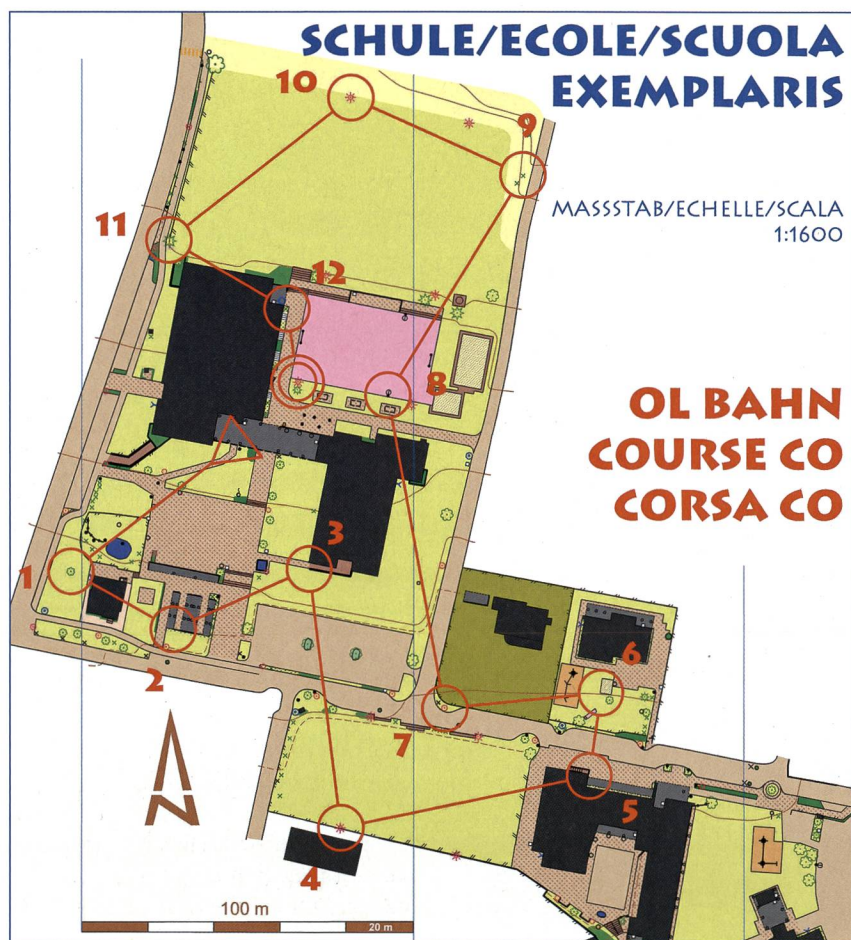 SCHULE/ECOLE/SCUOLA
EXEMPLARIS
MASSSTAB/ECHELLE/SCALA
1:1600
OL BAHN
COURSE CO
CORSA CO
10
9
11
12
8
3
1
2
6
7
5
4
N
100 m
20 m